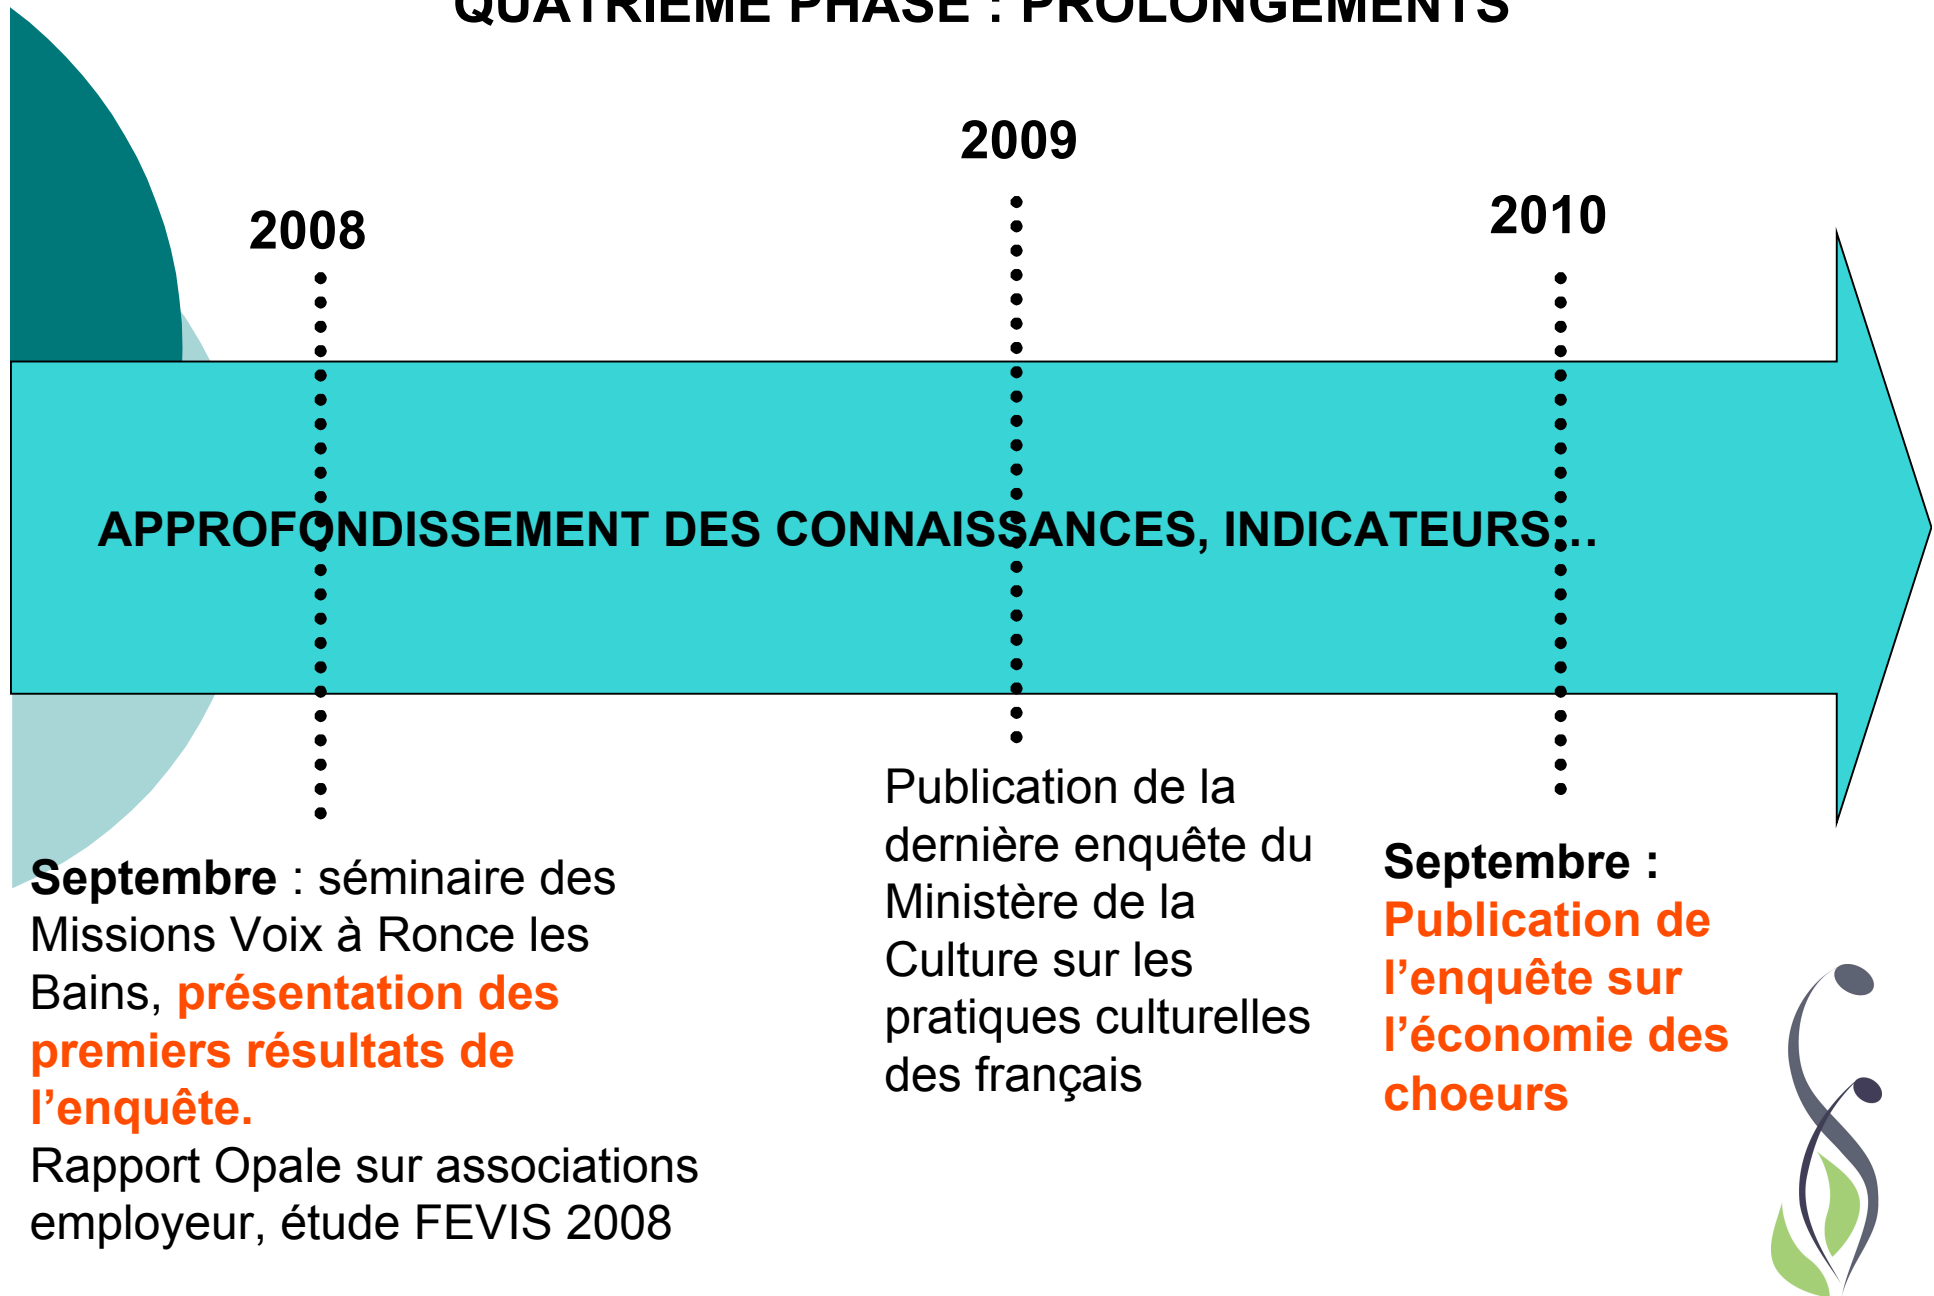 QUATRIEME PHASE : PROLONGEMENTS
2009
2008
2010
APPROFONDISSEMENT DES CONNAISSANCES, INDICATEURS…
Septembre : séminaire des
Missions Voix à Ronce les
Bains, présentation des
premiers résultats de
l’enquête.
Rapport Opale sur associations
employeur, étude FEVIS 2008
Publication de la
dernière enquête du
Ministère de la
Culture sur les
pratiques culturelles
des français
Septembre :
Publication de
l’enquête sur
l’économie des
choeurs